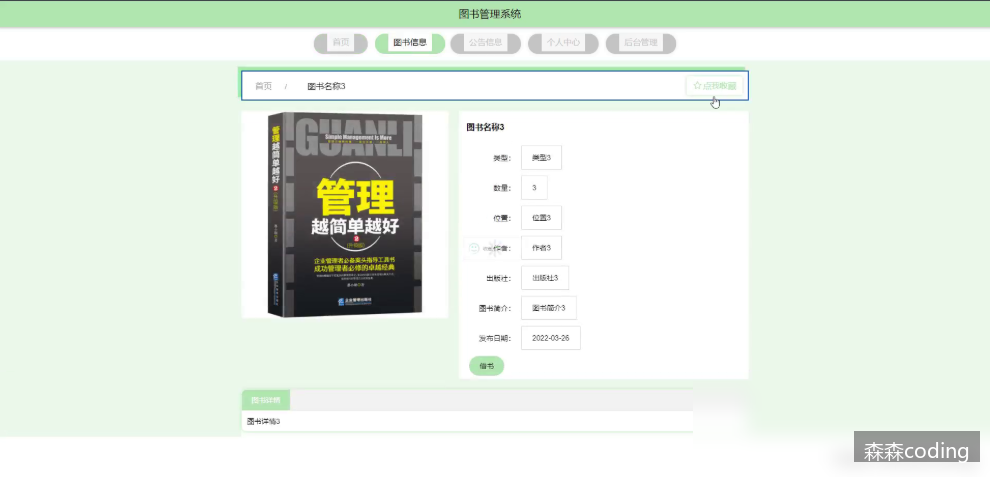 图书管理系统
首页 图书信息 公告信息 个人中心 后台管理
首页 / 图书名称3 ☆点我收藏
图书名称3
类型： 类型3
数量： 3
位置： 位置3
作者： 作者3
出版社： 出版社3
图书简介： 图书简介3
发布日期： 2022-03-26
借书
GUANLI
Simple Management Is More
管理
越简单越好
企业管理者必备案头指导工具书
成功管理者必修的卓越经典
管理越简单越好
图书详情
图书详情3
森森coding